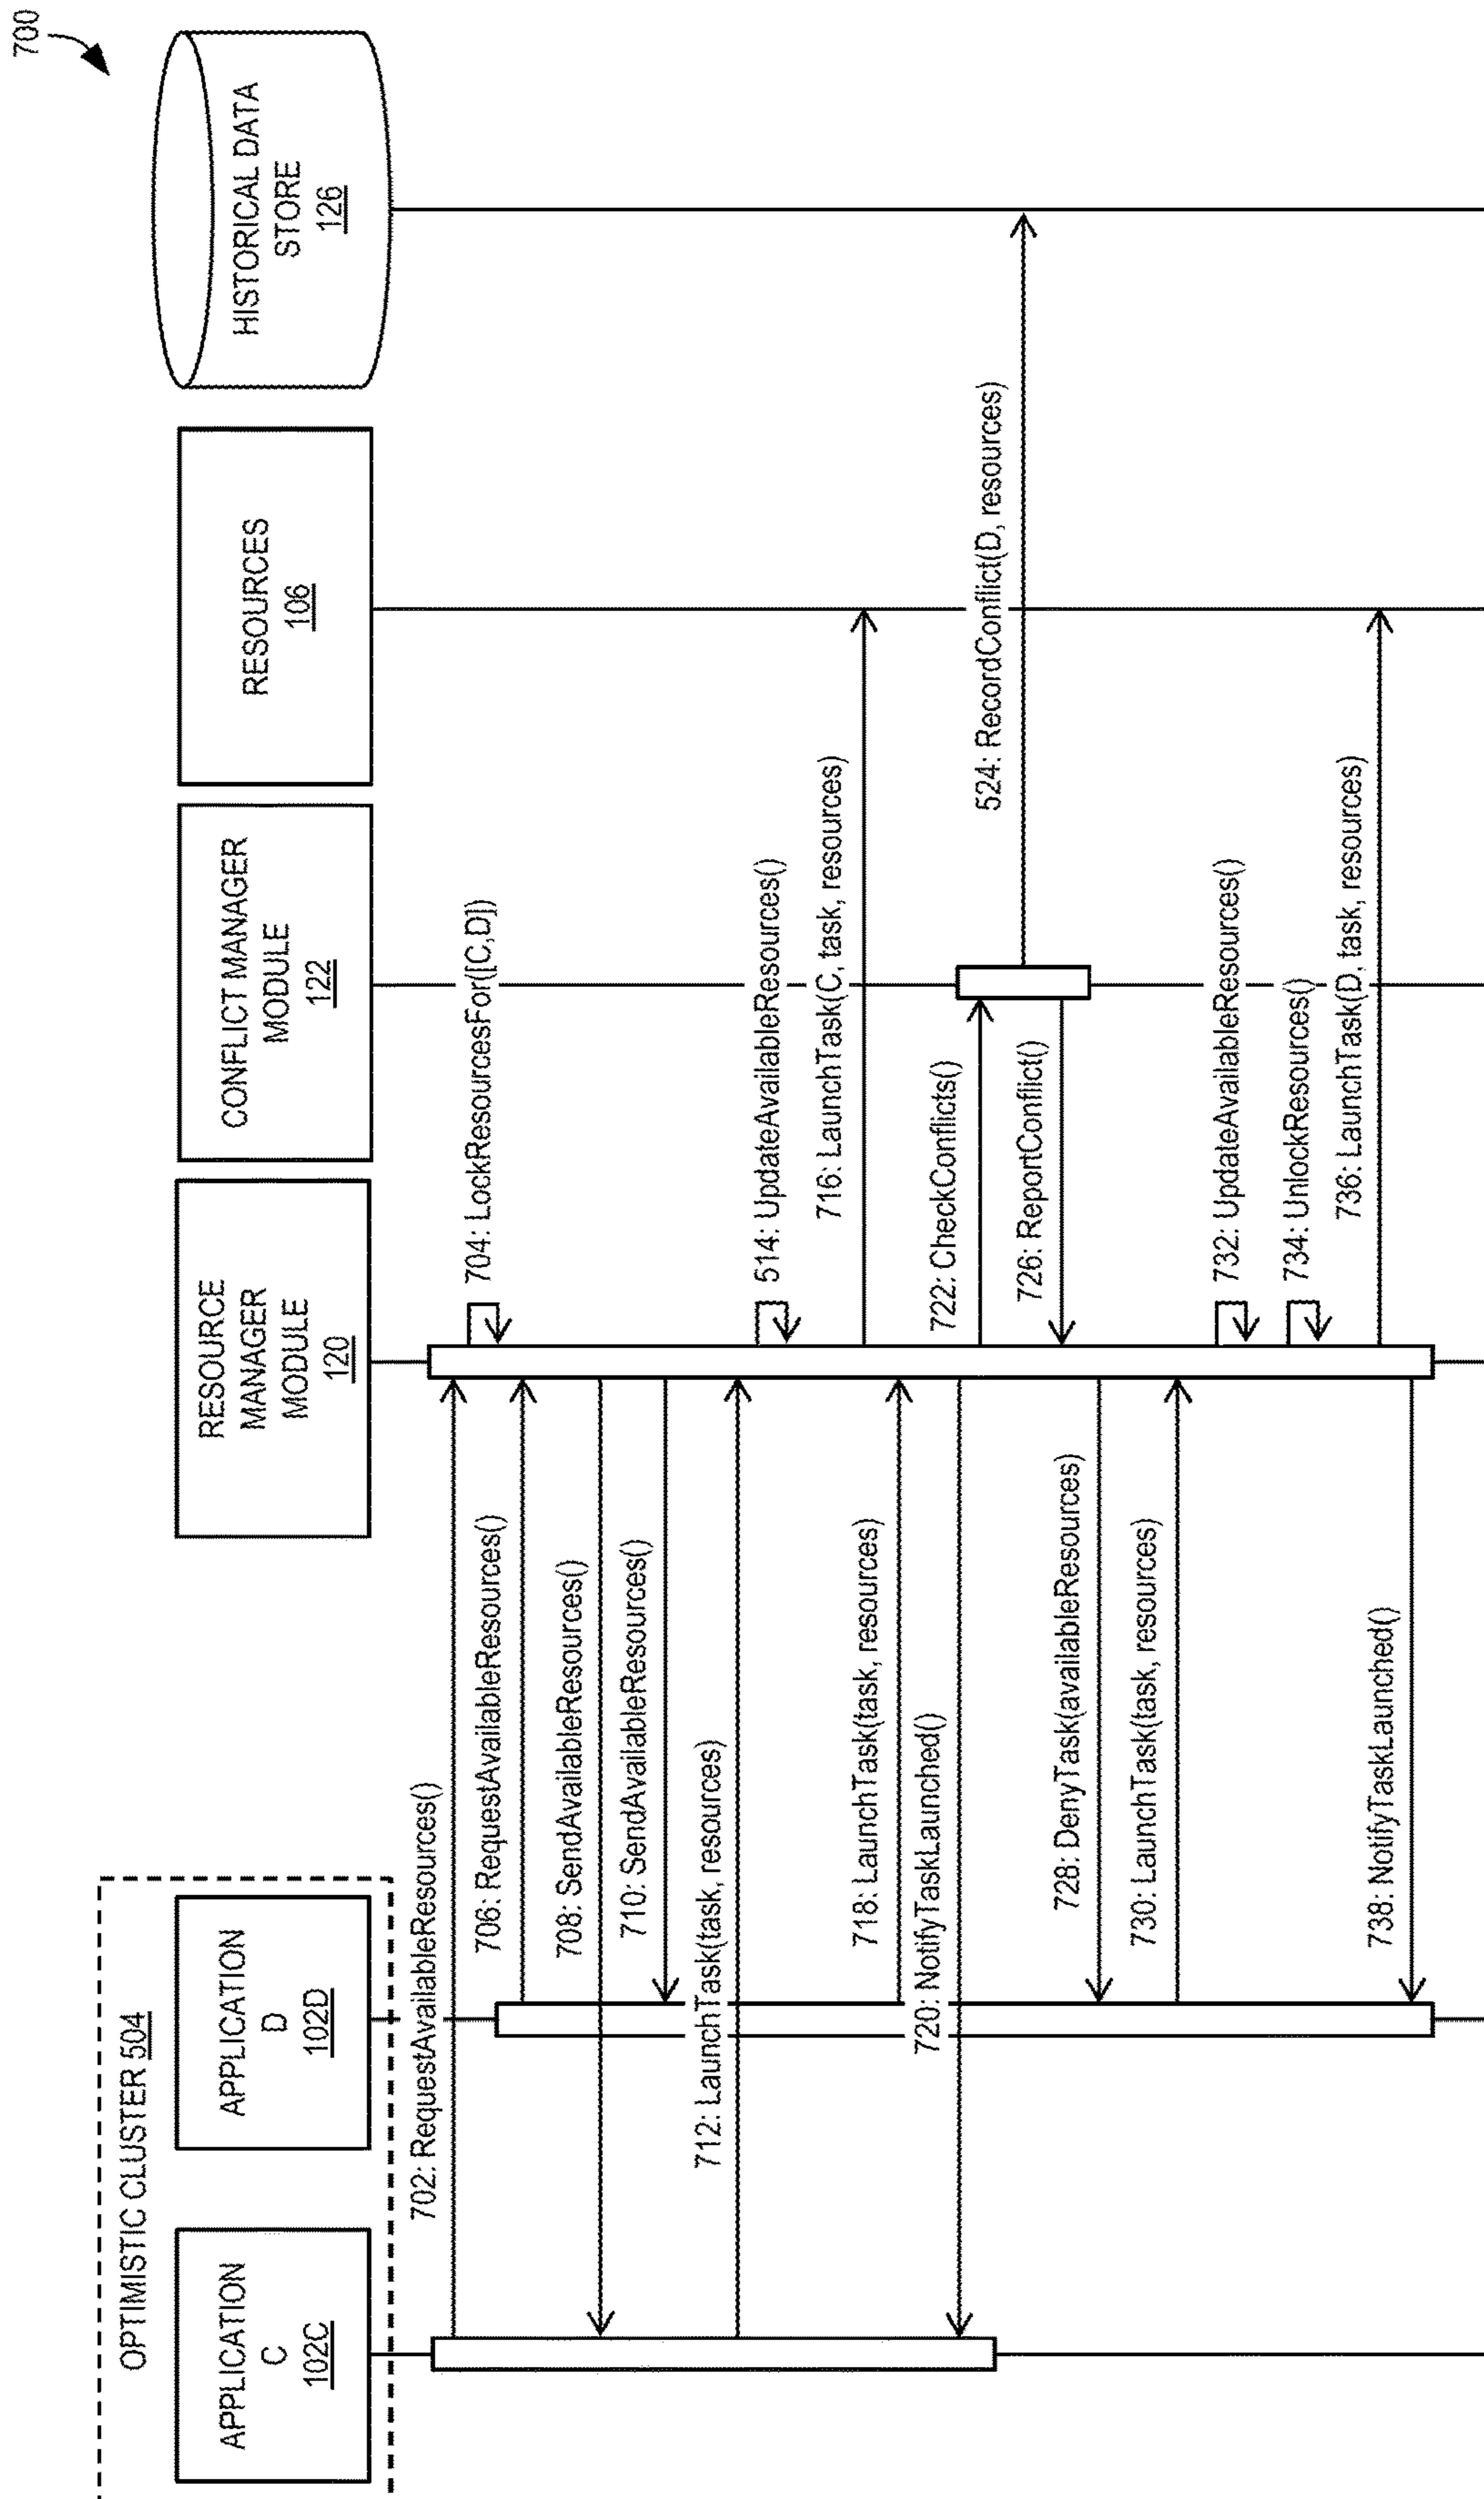 700
OPTIMISTIC CLUSTER 504
APPLICATION
C
102C
APPLICATION
D
102D
RESOURCE
MANAGER
MODULE
120
CONFLICT MANAGER
MODULE
122
RESOURCES
106
HISTORICAL DATA
STORE
126
702: RequestAvailableResources()
704: LockResourcesFor([C,D])
706: RequestAvailableResources()
708: SendAvailableResources()
710: SendAvailableResources()
712: LaunchTask(task, resources)
514: UpdateAvailableResources()
716: LaunchTask(C, task, resources)
718: LaunchTask(task, resources)
720: NotifyTaskLaunched()
722: CheckConflicts()
524: RecordConflict(D, resources)
726: ReportConflict()
728: DenyTask(availableResources)
730: LaunchTask(task, resources)
732: UpdateAvailableResources()
734: UnlockResources()
736: LaunchTask(D, task, resources)
738: NotifyTaskLaunched()